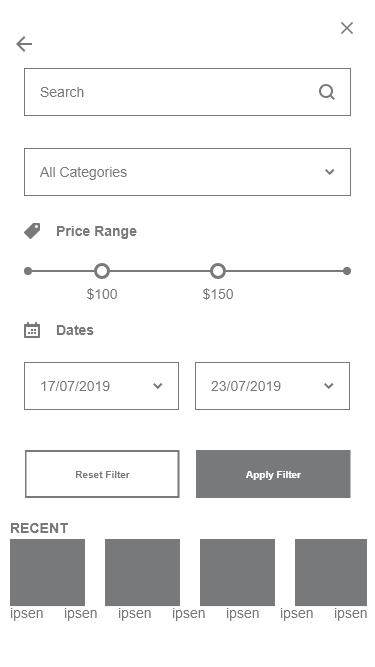 Search
All Categories
Price Range
$100 $150
Dates
17/07/2019 23/07/2019
Reset Filter Apply Filter
RECENT
ipsen ipsen ipsen ipsen ipsen ipsen ipsen